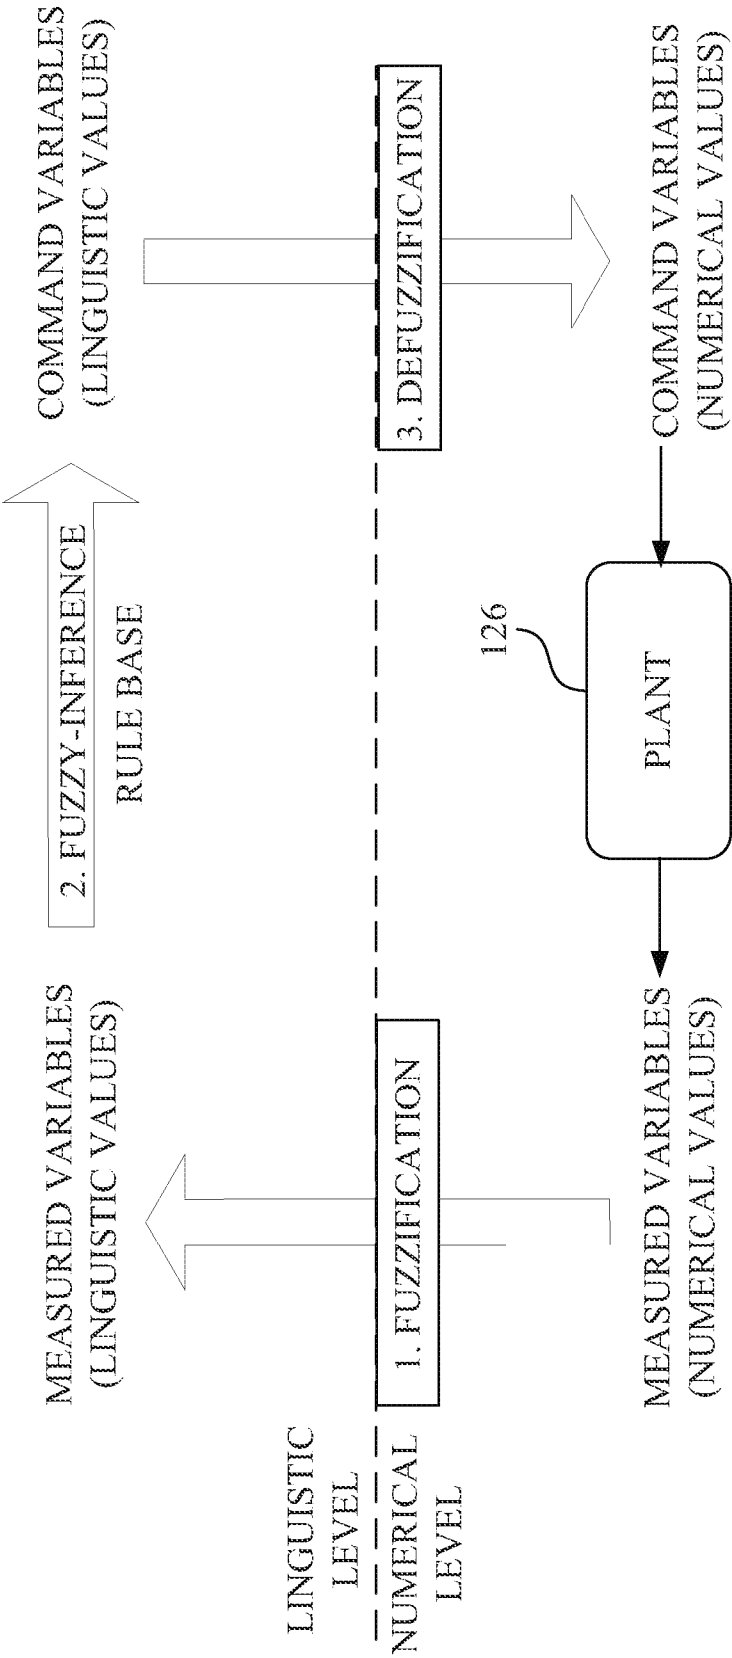 MEASURED VARIABLES
(LINGUISTIC VALUES)
2. FUZZY-INFERENCE
RULE BASE
COMMAND VARIABLES
(LINGUISTIC VALUES)
LINGUISTIC
LEVEL
NUMERICAL
LEVEL
1. FUZZIFICATION
3. DEFUZZIFICATION
MEASURED VARIABLES
(NUMERICAL VALUES)
126
PLANT
COMMAND VARIABLES
(NUMERICAL VALUES)